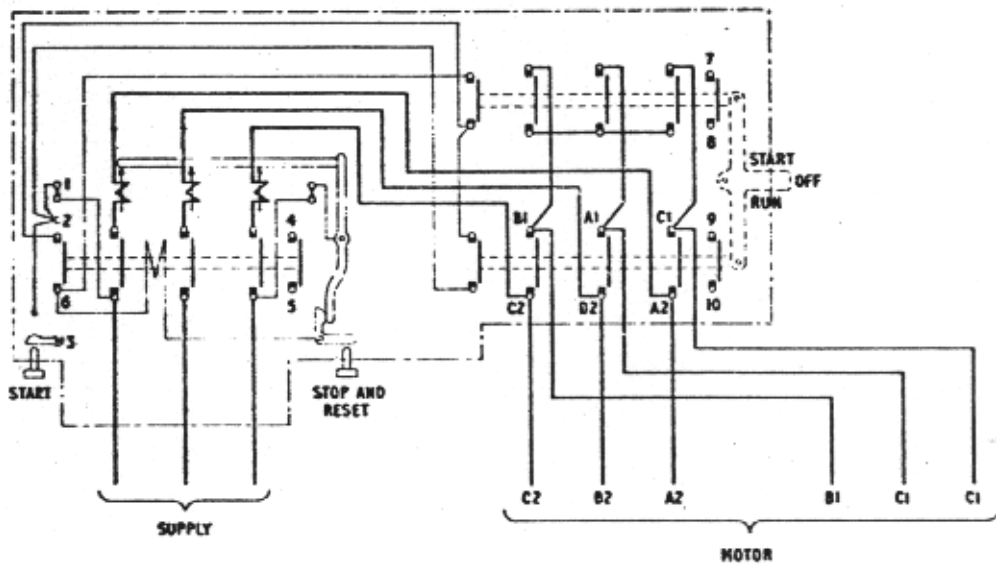 7
8
START
OFF
RUN
1
2
4
B1
A1
C1
9
6
5
C2
D2
A2
10
3
START
STOP AND
RESET
C2
B2
A2
B1
C1
C1
SUPPLY
MOTOR